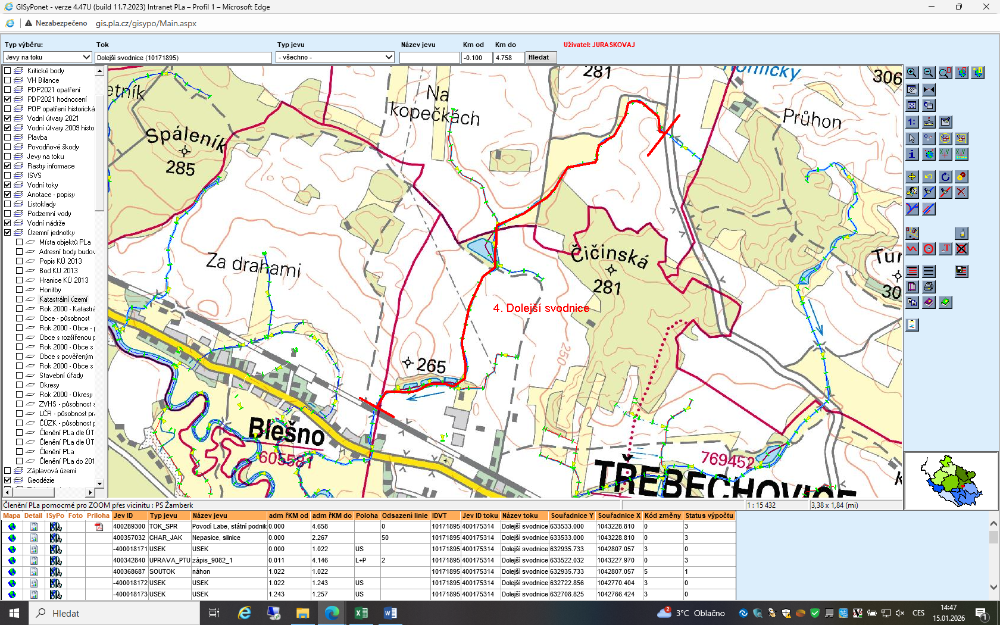 GISyPonet - verze 4.47U (build 11.7.2023) Intranet PLa – Profil 1 – Microsoft Edge
Nezabezpečeno gis.pla.cz/gisypo/Main.aspx
Typ výběru: Tok Typ jevu Název jevu Km od Km do Uživatel: JURASKOVAJ
Jevy na toku Dolejší svodnice (10171895) - všechno - -0.100 4.758 Hledat
Kritické body
VH Bilance
PDP2021 opatření
PDP2021 hodnocení
POP opatření historická
Vodní útvary 2021
Vodní útvary 2009 histo
Plavba
Povodňové škody
Jevy na toku
Rastry informace
ISVS
Vodní toky
Anotace - popisy
Listoklady
Podzemní vody
Vodní nádrže
Územní jednotky
Místa objektů PLa
Adresní body budov
Popis KÚ 2013
Bod KU 2013
Hranice KÚ 2013
Honitby
Katastrální území
Rok 2000 - Katastrá
Obce - působnost
Rok 2000 - Obce - p
Obce s rozšířenou p
Rok 2000 - Obce s
Obce s pověřeným
Rok 2000 - Obce s
Stavební úřady
Okresy
Rok 2000 - Okresy
ZVHS - působnost s
LČR - působnost pr
ČÚZK - působnost p
Členění PLa dle ÚT
Členění PLa dle ÚT
Členění PLa
Členění PLa do 201
Záplavová území
Geodézie
etník
Na
kopečkách
281
306
Průhon
Spáleník
285
Za drahami
Čičinská
281
Tur
30
4. Dolejší svodnice
250
265
Blešno
605581
769452
TŘEBECHOVICE
Členění PLa pomocmé pro ZOOM přes vicinitu : PS Žamberk 1 : 15 432 3,38 x 1,84 (mi)
Mapa Detail ISyPo Foto Priloha Jev ID Typ jevu Název jevu adm řKM od adm řKM do Poloha Odsazení linie IDVT Jev ID toku Název toku Souřadnice Y Souřadnice X Kód změny Status výpočtu
400289300 TOK_SPR Povodí Labe, státní podnik 0.000 4.658 0 10171895 400175314 Dolejší svodnice 633533.000 1043228.810 0 3
400357032 CHAR_JAK Nepasice, silnice 0.000 2.267 50 10171895 400175314 Dolejší svodnice 633533.000 1043228.810 0 3
-400018171 USEK USEK 0.000 1.022 US 10171895 400175314 Dolejší svodnice 632935.733 1042807.057 3 0
400342840 UPRAVA_PTU zápis_9082_1 0.011 4.146 L+P 2 10171895 400175314 Dolejší svodnice 633522.032 1043227.970 0 3
400368687 SOUTOK náhon 1.022 1.022 10171895 400175314 Dolejší svodnice 632935.733 1042807.057 5 1
-400018172 USEK USEK 1.022 1.243 US 10171895 400175314 Dolejší svodnice 632722.856 1042770.404 3 0
-400018173 USEK USEK 1.243 1.257 US 10171895 400175314 Dolejší svodnice 632708.825 1042766.424 3 0
Hledat 3°C Oblačno CES 14:47
15.01.2026